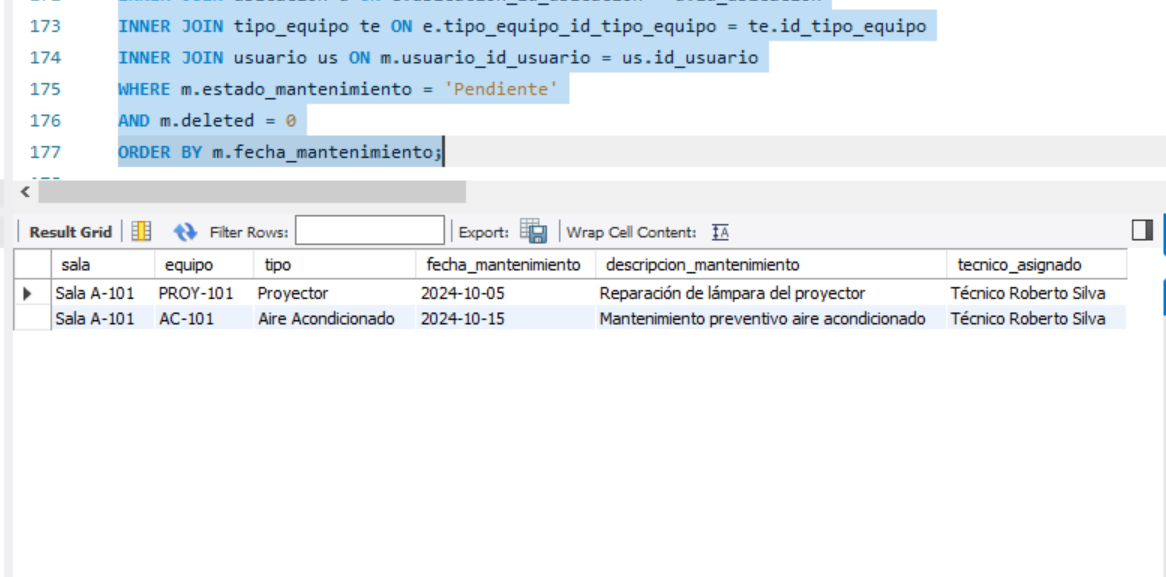 173 INNER JOIN tipo_equipo te ON e.tipo_equipo_id_tipo_equipo = te.id_tipo_equipo
174 INNER JOIN usuario us ON m.usuario_id_usuario = us.id_usuario
175 WHERE m.estado_mantenimiento = 'Pendiente'
176 AND m.deleted = 0
177 ORDER BY m.fecha_mantenimiento;
Result Grid Filter Rows: Export: Wrap Cell Content:
sala equipo tipo fecha_mantenimiento descripcion_mantenimiento tecnico_asignado
Sala A-101 PROY-101 Proyector 2024-10-05 Reparación de lámpara del proyector Técnico Roberto Silva
Sala A-101 AC-101 Aire Acondicionado 2024-10-15 Mantenimiento preventivo aire acondicionado Técnico Roberto Silva